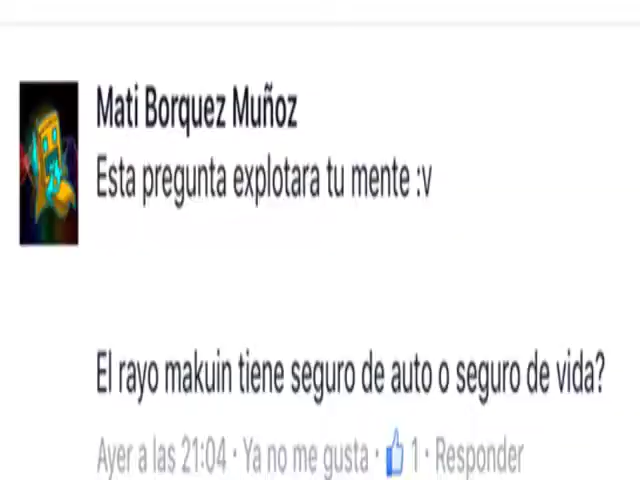 Mati Borquez Muñoz
Esta pregunta explotara tu mente :v
El rayo makuin tiene seguro de auto o seguro de vida?
Ayer a las 21:04 · Ya no me gusta · 1 · Responder